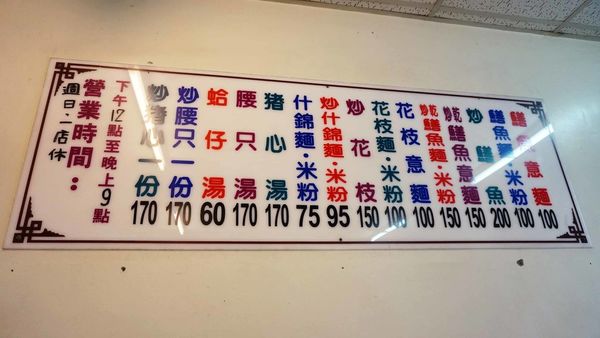 鱔魚意麵 100
鱔魚麵·米粉 100
炒鱔魚 200
乾炒鱔魚意麵 150
乾炒鱔魚麵·米粉 150
花枝意麵 100
花枝麵·米粉 100
炒花枝 150
炒什錦麵·米粉 95
什錦麵·米粉 75
豬心湯 170
腰只湯 170
蛤仔湯 60
炒腰只一份 170
炒豬心一份 170
營業時間：
下午12點至晚上9點
週日、一店休